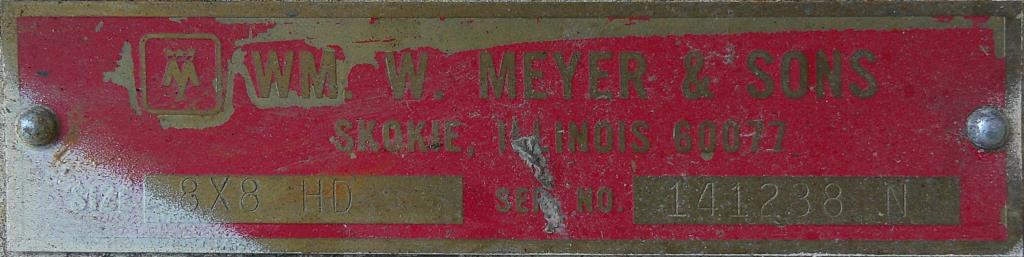 WM. W. MEYER & SONS
SKOKIE, ILLINOIS 60077
SIZE 8X8 HD SER. NO. 141238 N